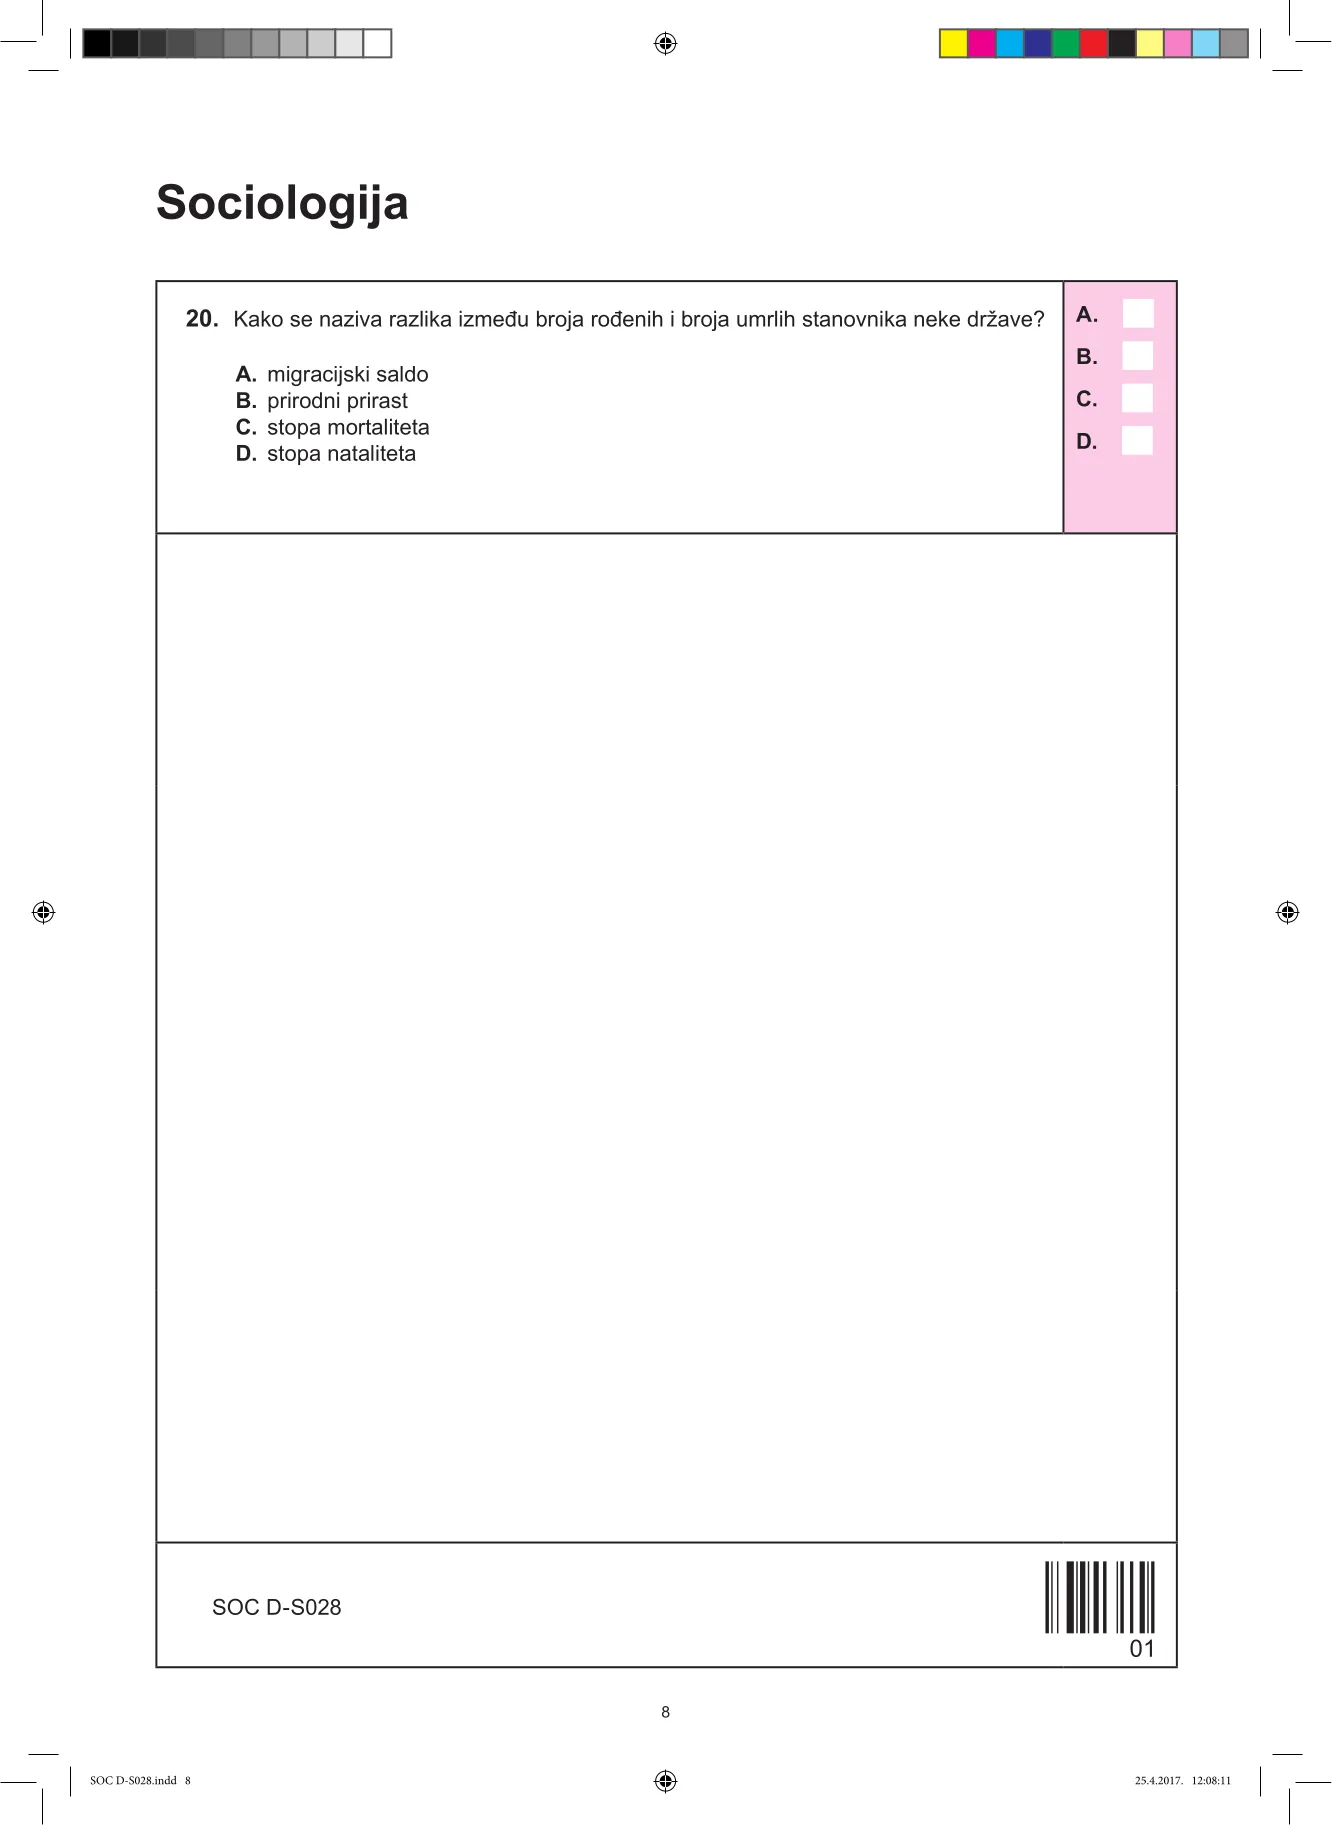 Sociologija
20. Kako se naziva razlika između broja rođenih i broja umrlih stanovnika neke države?
A. migracijski saldo
B. prirodni prirast
C. stopa mortaliteta
D. stopa nataliteta
A.
B.
C.
D.
SOC D-S028
01
8
SOC D-S028.indd 8
25.4.2017. 12:08:11